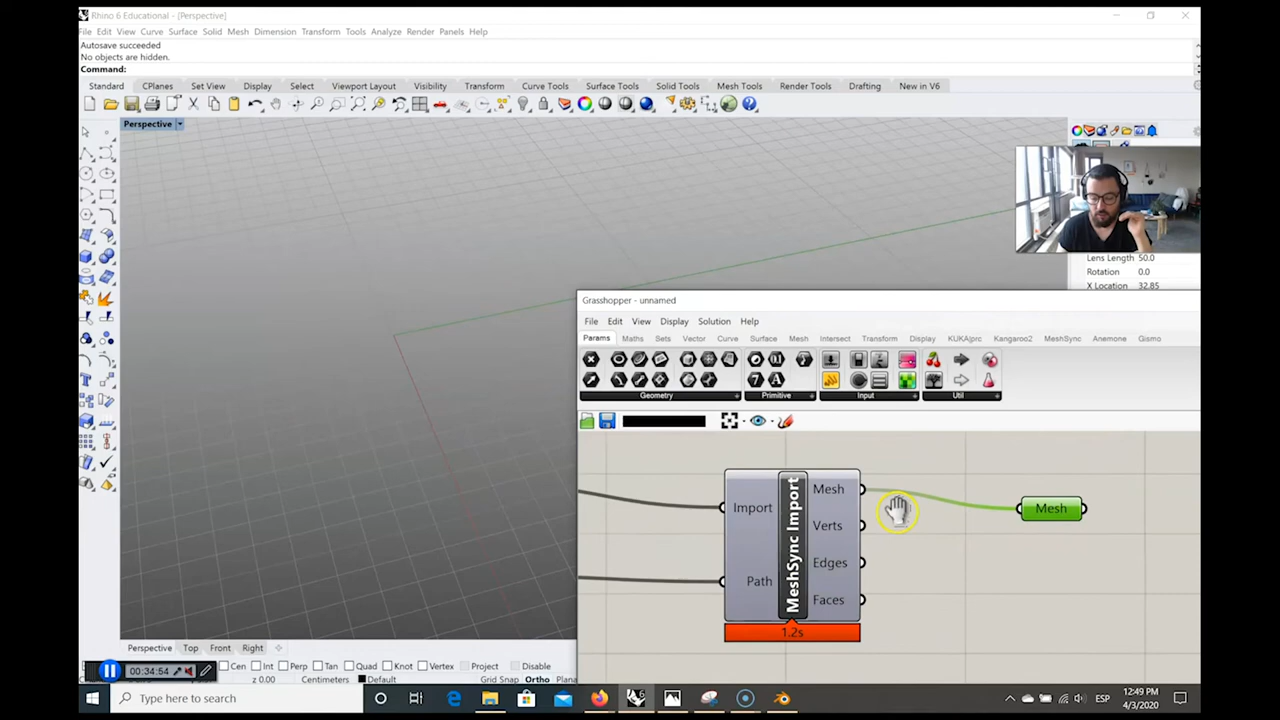 Rhino 6 Educational - [Perspective]
File Edit View Curve Surface Solid Mesh Dimension Transform Tools Analyze Render Panels Help
Autosave succeeded
No objects are hidden.
Command:
Standard CPlanes Set View Display Select Viewport Layout Visibility Transform Curve Tools Surface Tools Solid Tools Mesh Tools Render Tools Drafting New in V6
Perspective
Lens Length 50.0
Rotation 0.0
X Location 32.85
Grasshopper - unnamed
File Edit View Display Solution Help
Params Maths Sets Vector Curve Surface Mesh Intersect Transform Display KUKA|prc Kangaroo2 MeshSync Anemone Gismo
Geometry Primitive Input Util
Import
Path
MeshSync Import
Mesh
Verts
Edges
Faces
1.2s
Mesh
Perspective Top Front Right
Cen Int Perp Tan Quad Knot Vertex Project Disable
00:34:54
z 0.00 Centimeters Default Grid Snap Ortho
Type here to search
ESP
12:49 PM
4/3/2020